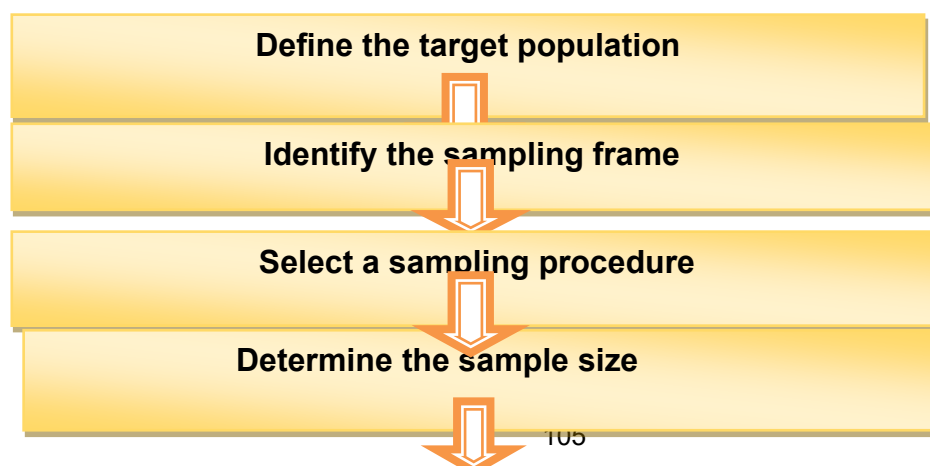 Define the target population
Identify the sampling frame
Select a sampling procedure
Determine the sample size
105